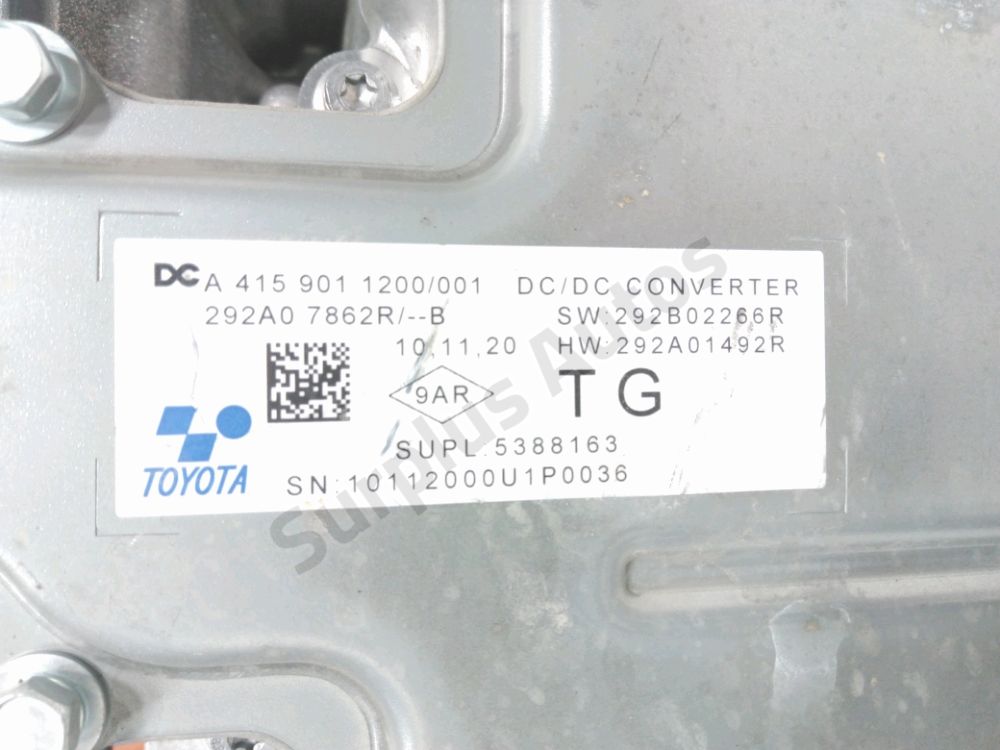 DC A 415 901 1200/001 DC/DC CONVERTER
292A0 7862R/--B SW:292B02266R
10,11,20 HW:292A01492R
9AR TG
SUPL:5388163
TOYOTA SN:10112000U1P0036
Surplus Autos